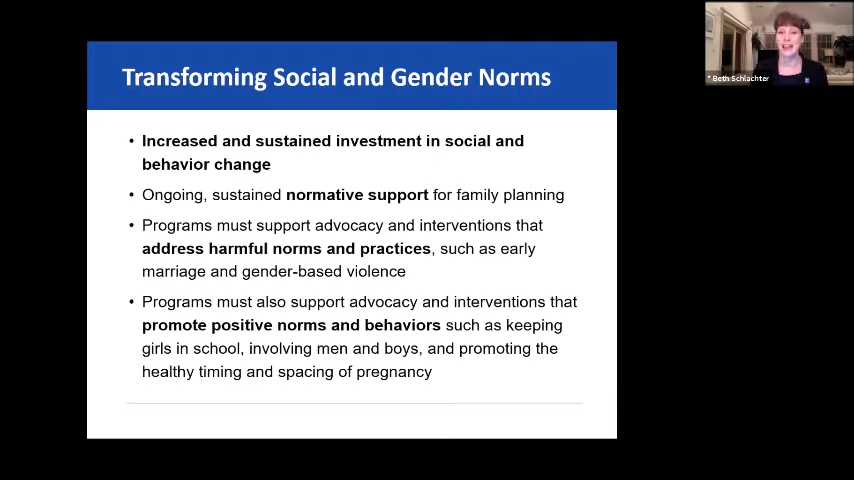 Transforming Social and Gender Norms
* Beth Schlachter
• Increased and sustained investment in social and
behavior change
• Ongoing, sustained normative support for family planning
• Programs must support advocacy and interventions that
address harmful norms and practices, such as early
marriage and gender-based violence
• Programs must also support advocacy and interventions that
promote positive norms and behaviors such as keeping
girls in school, involving men and boys, and promoting the
healthy timing and spacing of pregnancy